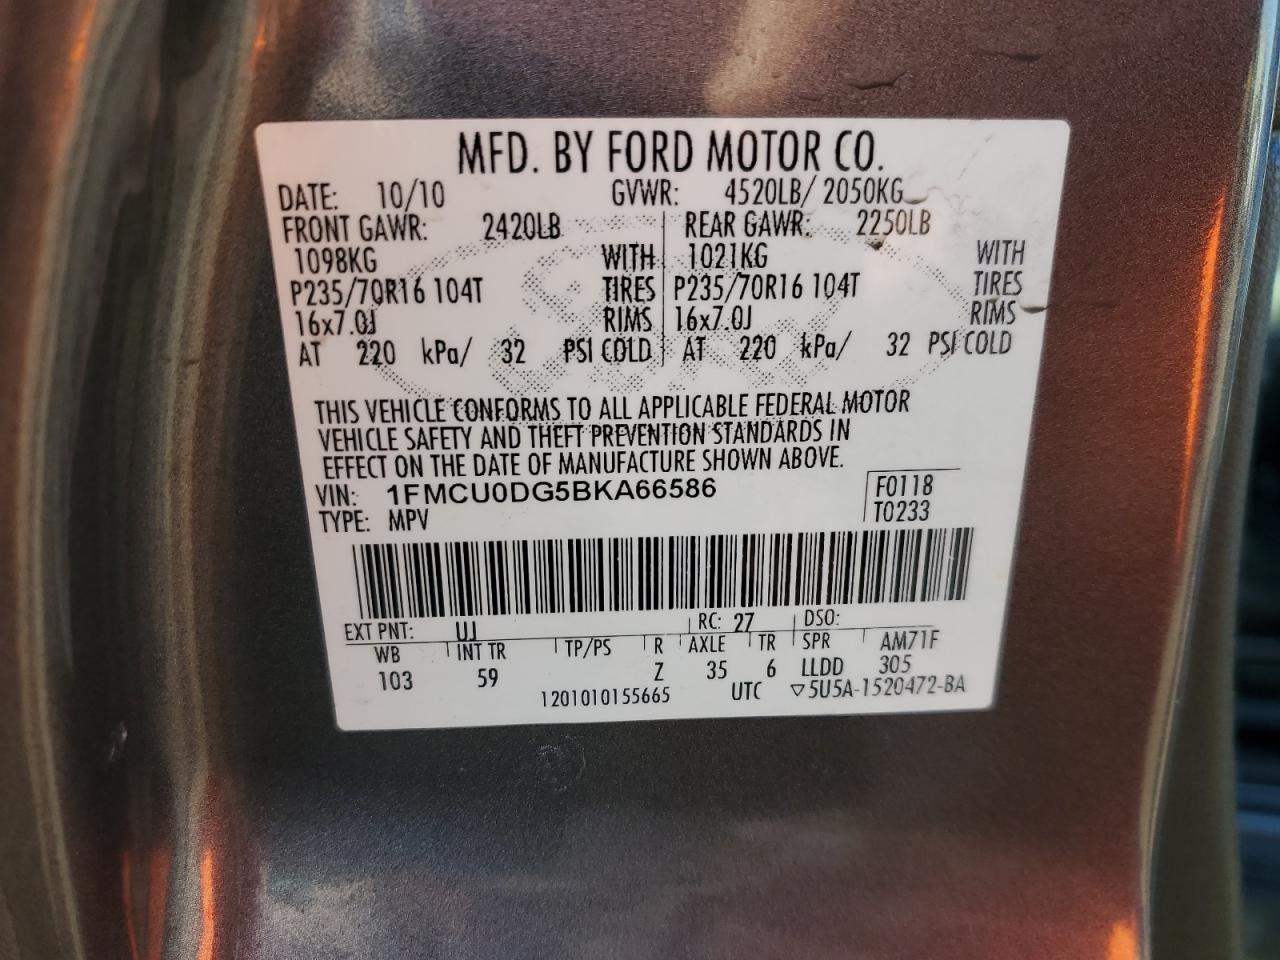 MFD. BY FORD MOTOR CO.
DATE: 10/10 GVWR: 4520LB/ 2050KG
FRONT GAWR: 2420LB REAR GAWR: 2250LB
1098KG WITH 1021KG WITH
P235/70R16 104T TIRES P235/70R16 104T TIRES
16x7.0J RIMS 16x7.0J RIMS
AT 220 kPa/ 32 PSI COLD AT 220 kPa/ 32 PSI COLD
THIS VEHICLE CONFORMS TO ALL APPLICABLE FEDERAL MOTOR
VEHICLE SAFETY AND THEFT PREVENTION STANDARDS IN
EFFECT ON THE DATE OF MANUFACTURE SHOWN ABOVE.
VIN: 1FMCU0DG5BKA66586 F0118
TYPE: MPV T0233
EXT PNT: UJ RC: 27 DSO:
WB INT TR TP/PS R AXLE TR SPR AM71F
103 59 Z 35 6 LLDD 305
1201010155665 UTC ▽5U5A-1520472-BA